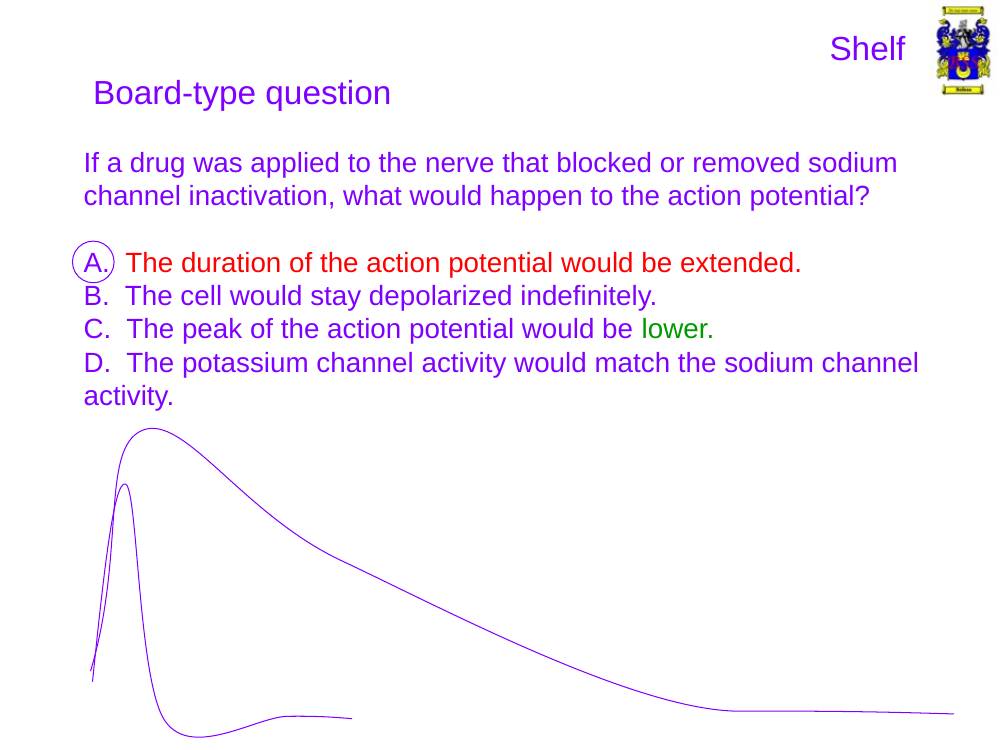 Shelf
Board-type question
If a drug was applied to the nerve that blocked or removed sodium
channel inactivation, what would happen to the action potential?
A. The duration of the action potential would be extended.
B. The cell would stay depolarized indefinitely.
C. The peak of the action potential would be lower.
D. The potassium channel activity would match the sodium channel
activity.